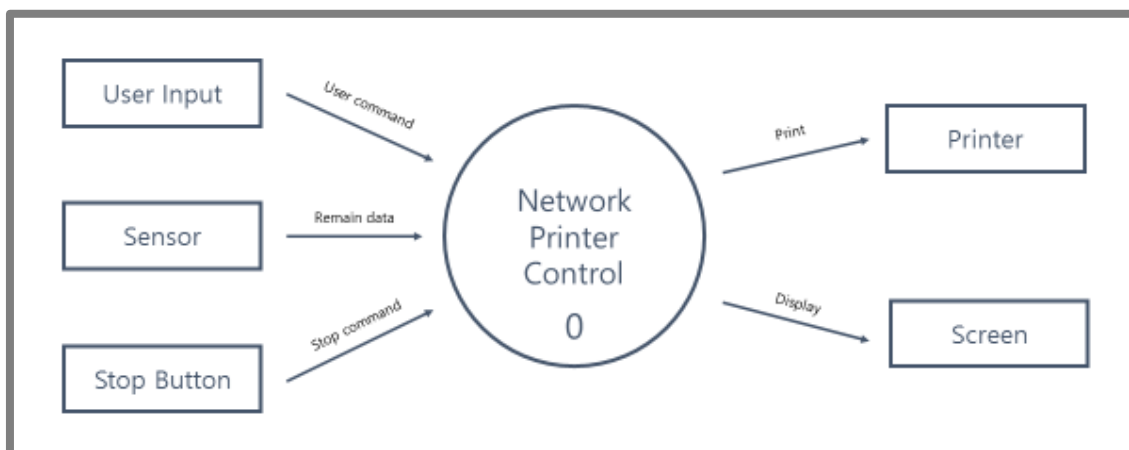 User Input
User command
Sensor
Remain data
Stop Button
Stop command
Network
Printer
Control
0
Print
Printer
Display
Screen